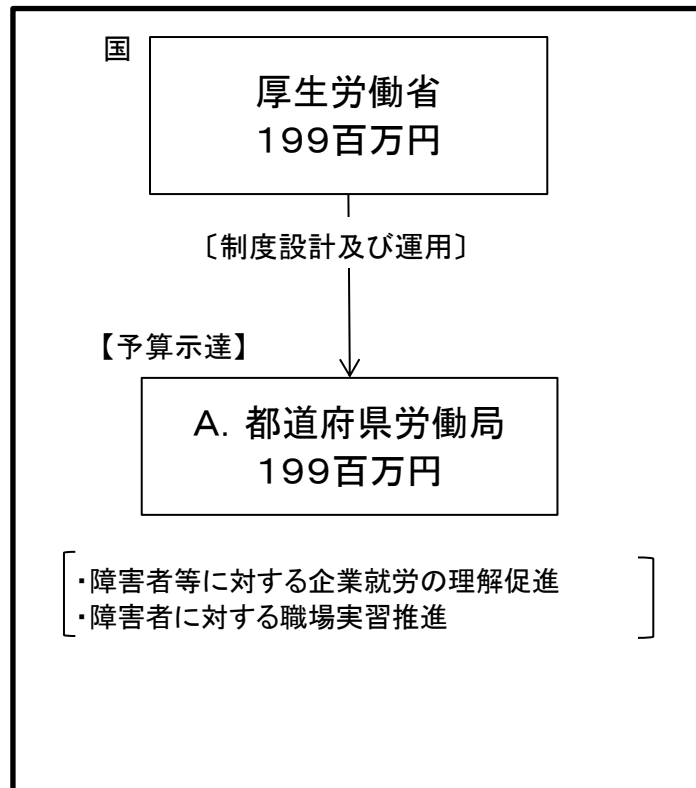 国
厚生労働省
１９９百万円
〔制度設計及び運用〕
【予算示達】
Ａ．都道府県労働局
１９９百万円
・障害者等に対する企業就労の理解促進
・障害者に対する職場実習推進